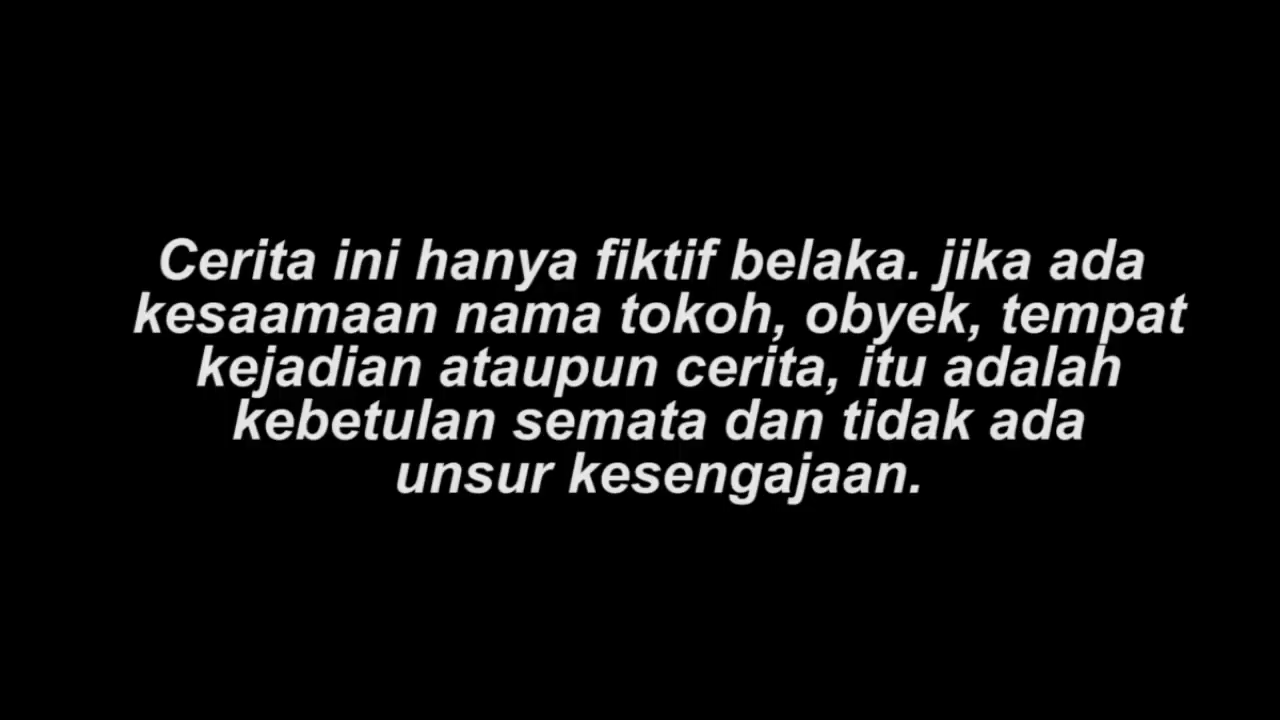 Cerita ini hanya fiktif belaka. jika ada
kesaamaan nama tokoh, obyek, tempat
kejadian ataupun cerita, itu adalah
kebetulan semata dan tidak ada
unsur kesengajaan.